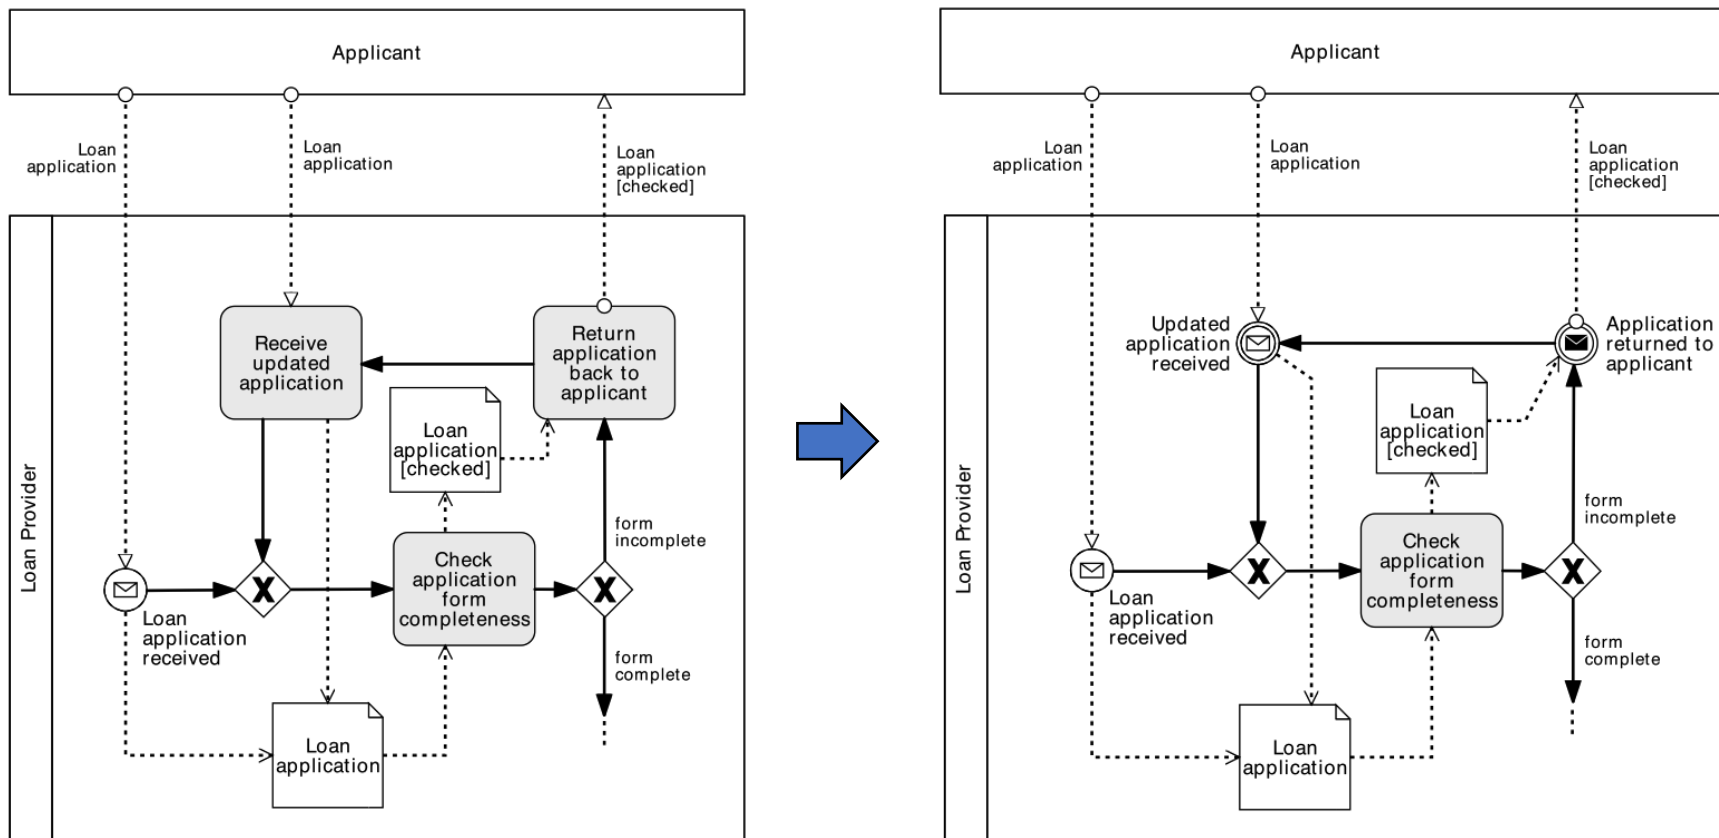 Applicant
Loan
application
Loan
application
Loan
application
[checked]
Loan Provider
Receive
updated
application
Return
application
back to
applicant
Loan
application
[checked]
form
incomplete
Check
application
form
completeness
X
X
Loan
application
received
form
complete
Loan
application
Applicant
Loan
application
Loan
application
Loan
application
[checked]
Loan Provider
Updated
application
received
Application
returned to
applicant
Loan
application
[checked]
form
incomplete
Check
application
form
completeness
X
X
Loan
application
received
form
complete
Loan
application